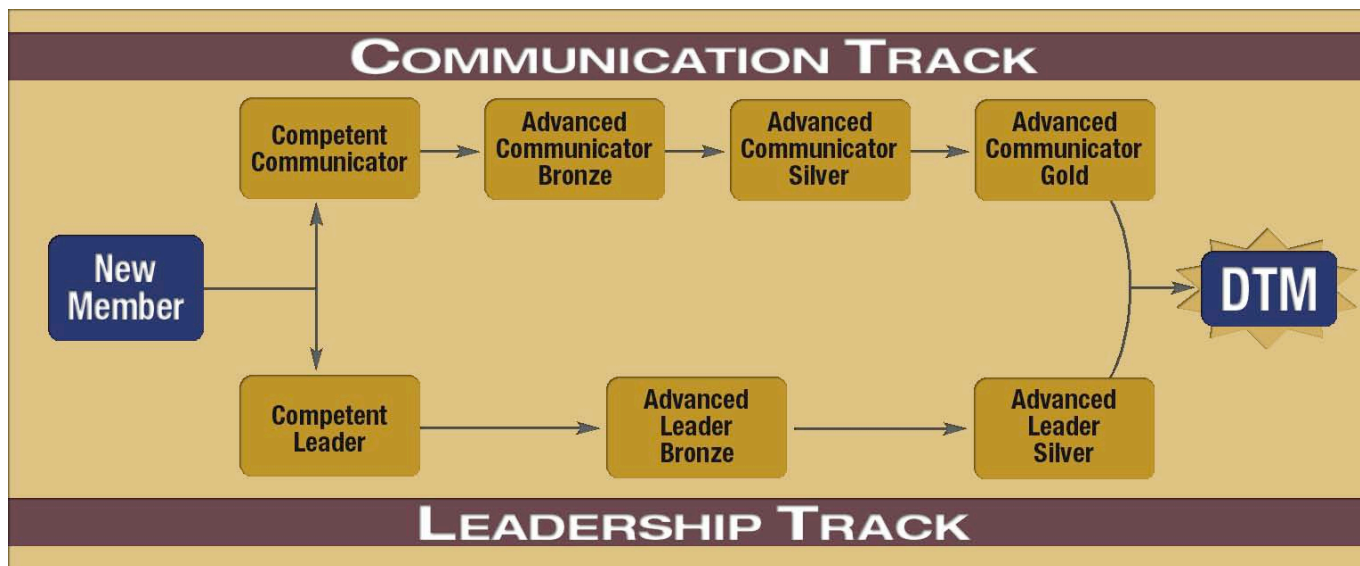 COMMUNICATION TRACK
Competent
Communicator
Advanced
Communicator
Bronze
Advanced
Communicator
Silver
Advanced
Communicator
Gold
New
Member
DTM
Competent
Leader
Advanced
Leader
Bronze
Advanced
Leader
Silver
LEADERSHIP TRACK